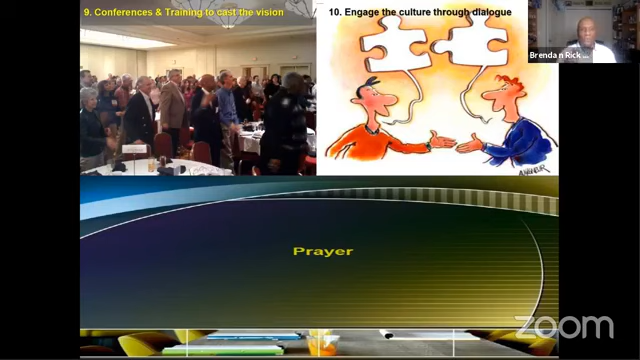 9. Conferences & Training to cast the vision
10. Engage the culture through dialogue
Brenda n Rick ...
Prayer
zoom